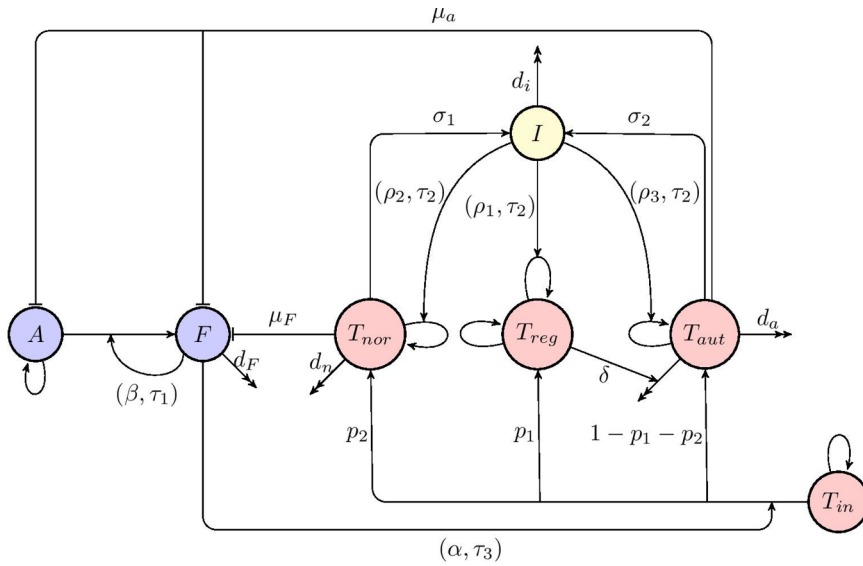 μ_a
d_i
σ_1
I
σ_2
(ρ_2, τ_2)
(ρ_1, τ_2)
(ρ_3, τ_2)
A
F
μ_F
T_nor
T_reg
T_aut
d_a
(β, τ_1)
d_F
d_n
δ
p_2
p_1
1 − p_1 − p_2
T_in
(α, τ_3)